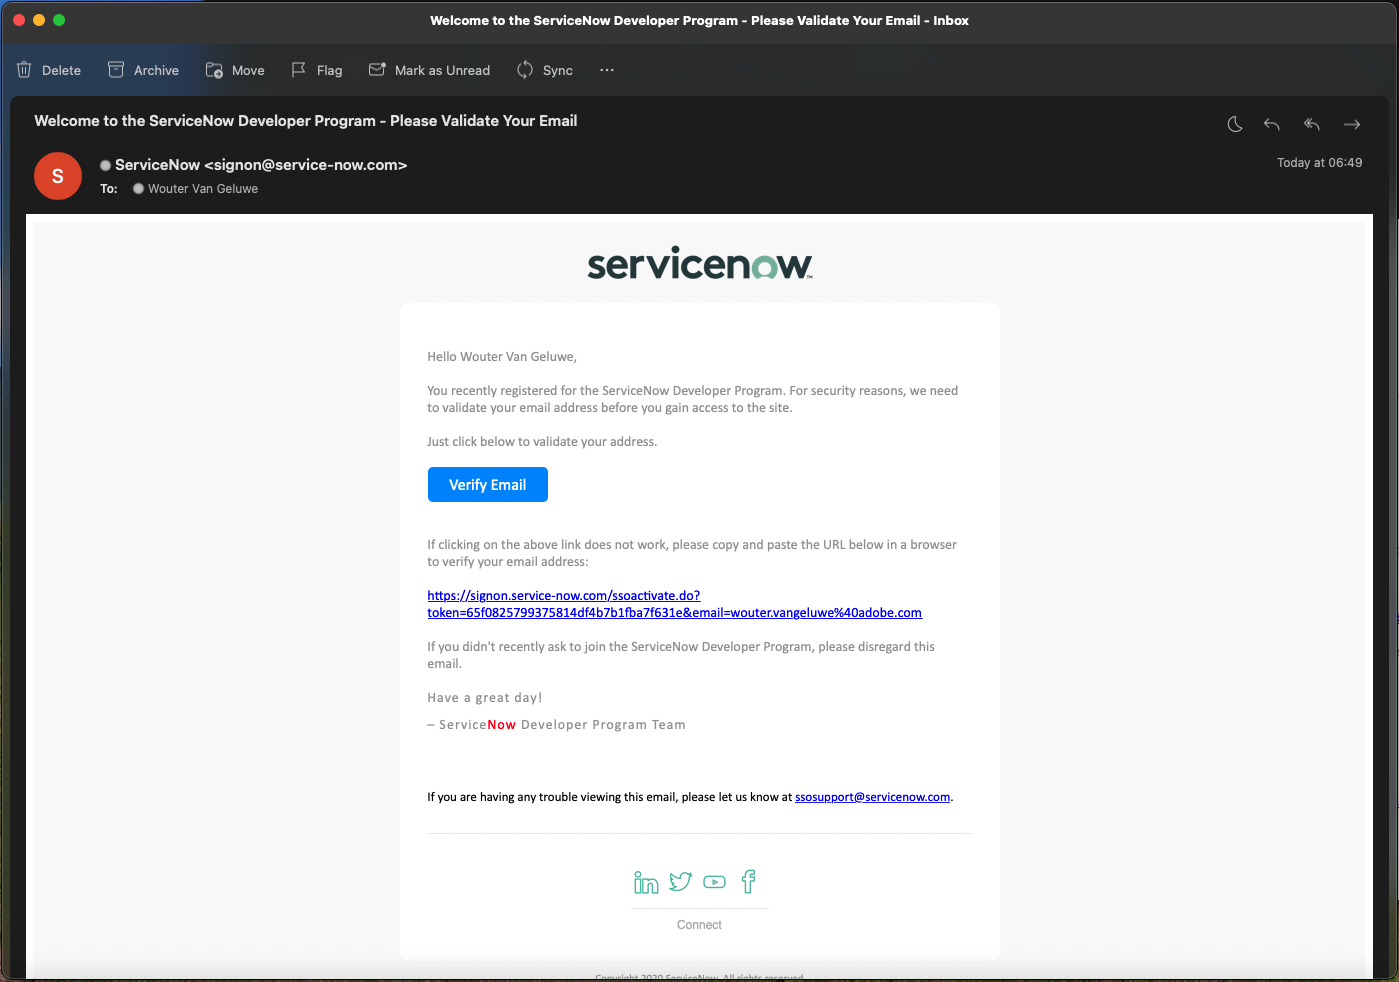 Welcome to the ServiceNow Developer Program - Please Validate Your Email - Inbox
Delete Archive Move Flag Mark as Unread Sync ···
Welcome to the ServiceNow Developer Program - Please Validate Your Email
S
ServiceNow <signon@service-now.com>
Today at 06:49
To: Wouter Van Geluwe
servicenow™
Hello Wouter Van Geluwe,
You recently registered for the ServiceNow Developer Program. For security reasons, we need
to validate your email address before you gain access to the site.
Just click below to validate your address.
Verify Email
If clicking on the above link does not work, please copy and paste the URL below in a browser
to verify your email address:
https://signon.service-now.com/ssoactivate.do?
token=65f0825799375814df4b7b1fba7f631e&email=wouter.vangeluwe%40adobe.com
If you didn't recently ask to join the ServiceNow Developer Program, please disregard this
email.
Have a great day!
– ServiceNow Developer Program Team
If you are having any trouble viewing this email, please let us know at ssosupport@servicenow.com.
Connect
Copyright 2020 ServiceNow. All rights reserved.